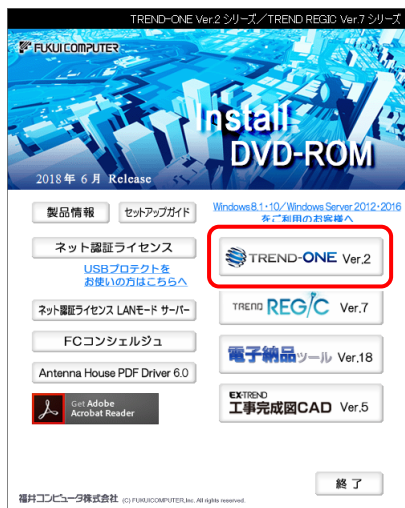 TREND-ONE Ver.2 シリーズ／TREND REGIC Ver.7 シリーズ
FUKUI COMPUTER
Install
DVD-ROM
2018年 6月 Release
製品情報
セットアップガイド
Windows8.1・10／Windows Server 2012・2016
をご利用のお客様へ
ネット認証ライセンス
TREND-ONE Ver.2
USBプロテクトを
お使いの方はこちらへ
ネット認証ライセンス LANモード サーバー
TREND REGIC Ver.7
FCコンシェルジュ
電子納品ツール Ver.18
Antenna House PDF Driver 6.0
Get Adobe
Acrobat Reader
EX-TREND
工事完成図CAD Ver.5
終了
福井コンピュータ株式会社 (C) FUKUICOMPUTER,Inc. All rights reserved.